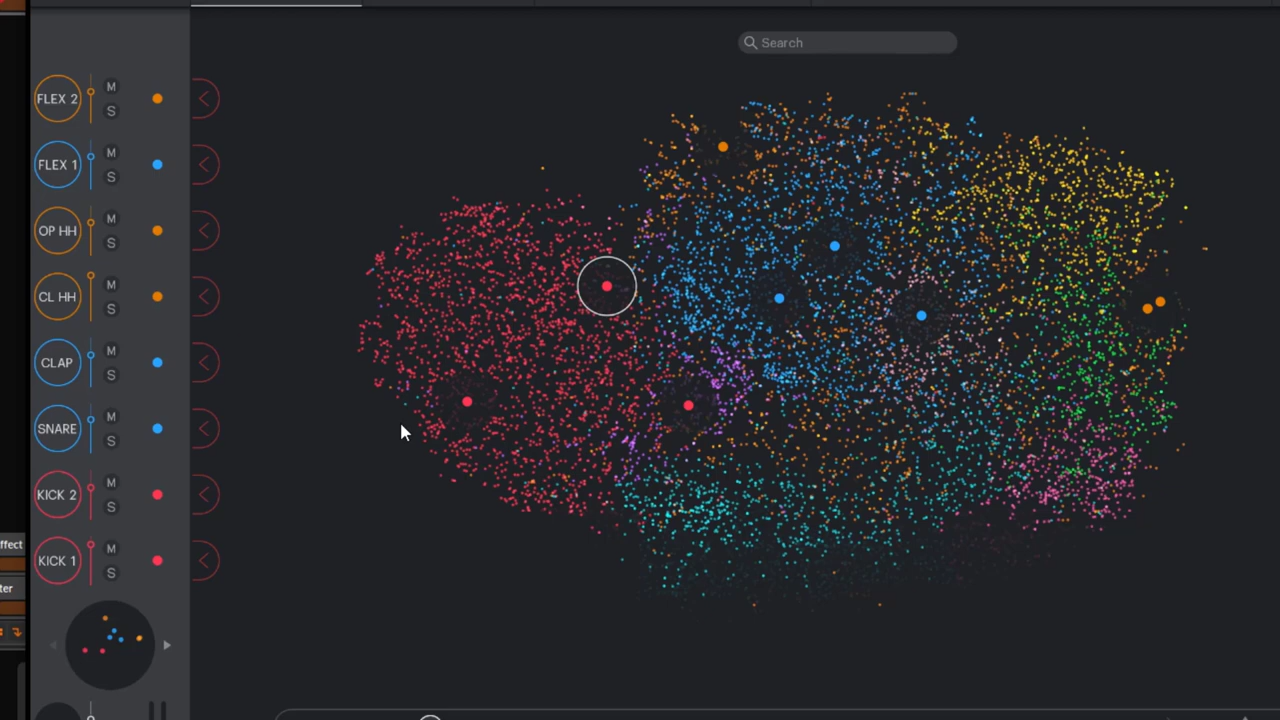 Search
FLEX 2
M
S
FLEX 1
M
S
OP HH
M
S
CL HH
M
S
CLAP
M
S
SNARE
M
S
KICK 2
M
S
ffect
KICK 1
M
S
ter